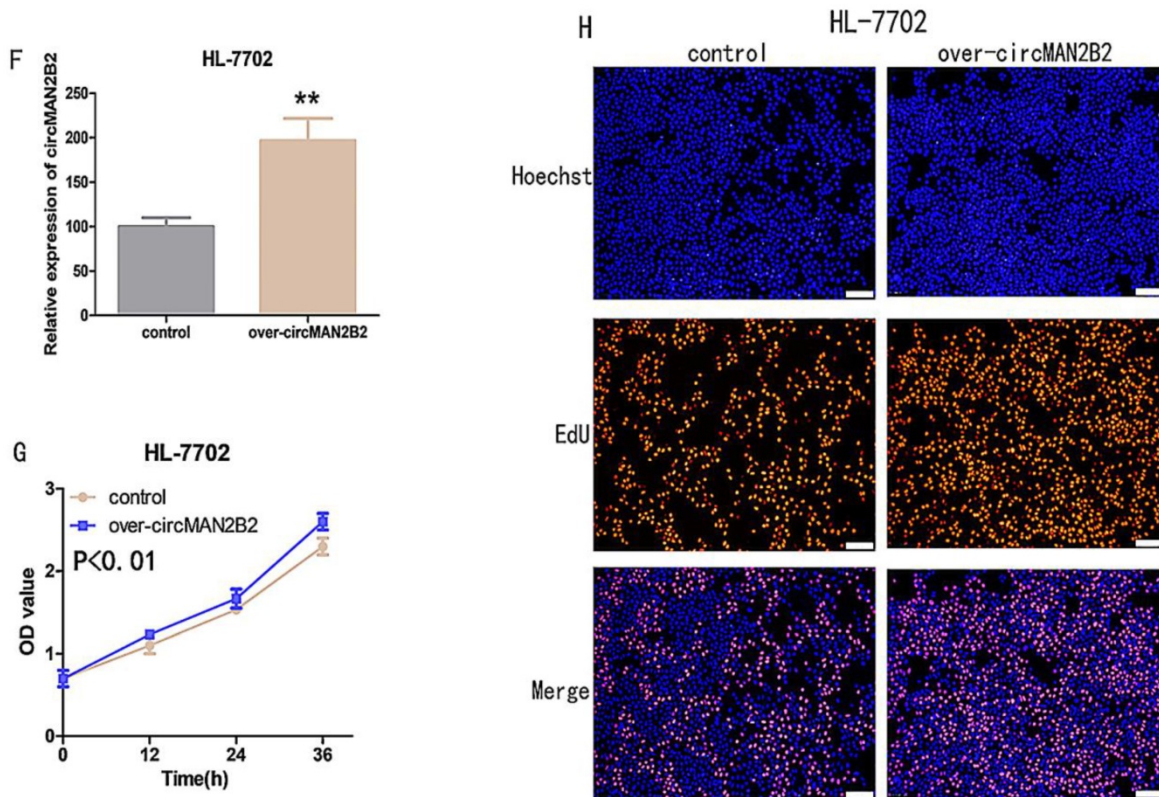 F
HL-7702
Relative expression of circMAN2B2
250
200
150
100
50
0
**
control
over-circMAN2B2
G
HL-7702
control
over-circMAN2B2
P<0.01
OD value
3
2
1
0
0
12
24
36
Time(h)
H
HL-7702
control
over-circMAN2B2
Hoechst
EdU
Merge